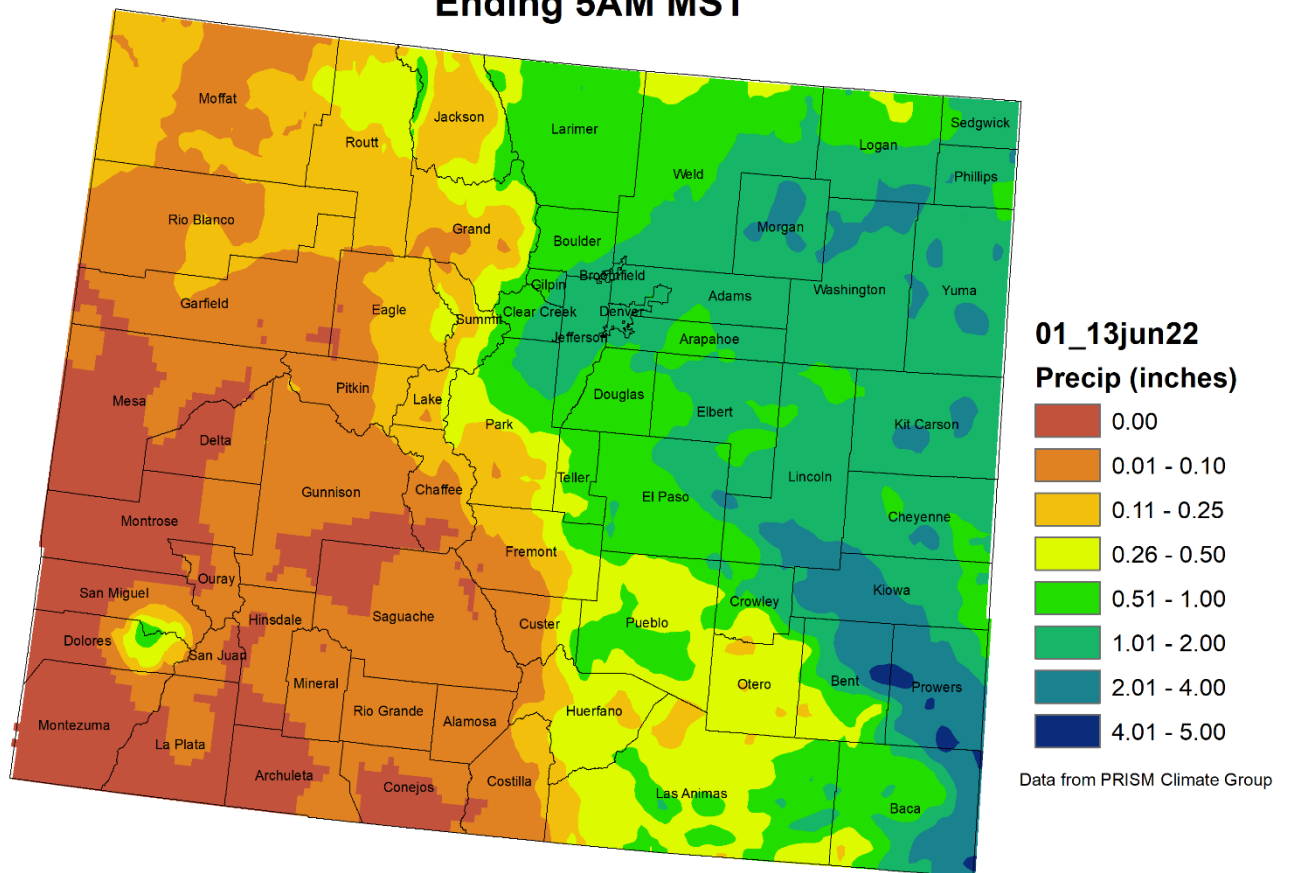 Ending 5AM MST
Moffat
Routt
Jackson
Larimer
Weld
Logan
Sedgwick
Phillips
Rio Blanco
Grand
Boulder
Morgan
Broomfield
Gilpin
Garfield
Eagle
Summit
Clear Creek
Denver
Adams
Washington
Yuma
Jefferson
Arapahoe
Mesa
Pitkin
Lake
Park
Douglas
Elbert
Kit Carson
Delta
Gunnison
Chaffee
Teller
El Paso
Lincoln
Cheyenne
Montrose
Fremont
San Miguel
Ouray
Hinsdale
Saguache
Custer
Pueblo
Crowley
Kiowa
Dolores
San Juan
Mineral
Rio Grande
Alamosa
Huerfano
Otero
Bent
Prowers
Montezuma
La Plata
Archuleta
Conejos
Costilla
Las Animas
Baca
01_13jun22
Precip (inches)
0.00
0.01 - 0.10
0.11 - 0.25
0.26 - 0.50
0.51 - 1.00
1.01 - 2.00
2.01 - 4.00
4.01 - 5.00
Data from PRISM Climate Group